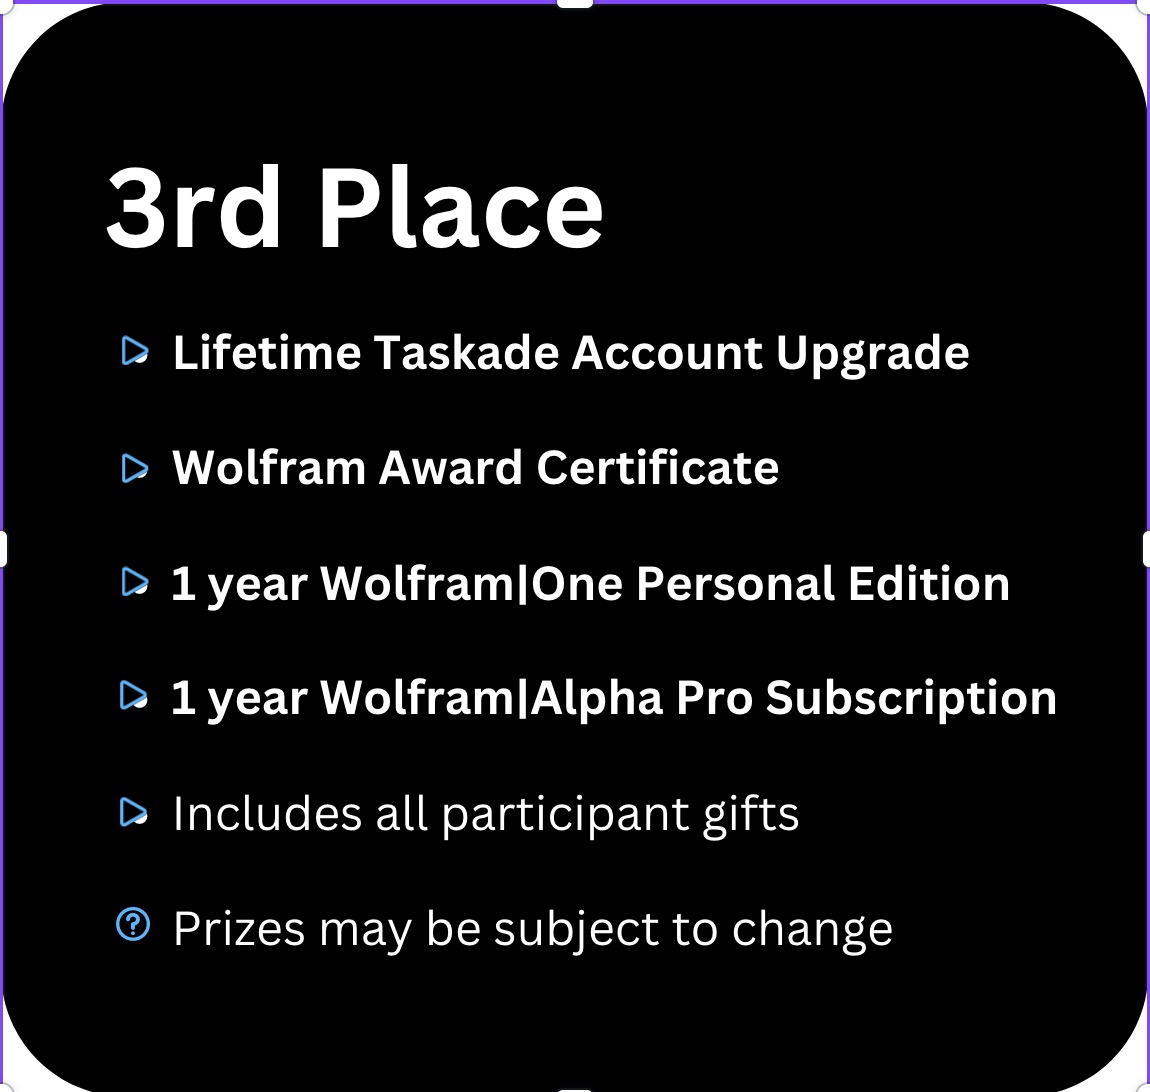 3rd Place
Lifetime Taskade Account Upgrade
Wolfram Award Certificate
1 year Wolfram|One Personal Edition
1 year Wolfram|Alpha Pro Subscription
Includes all participant gifts
Prizes may be subject to change